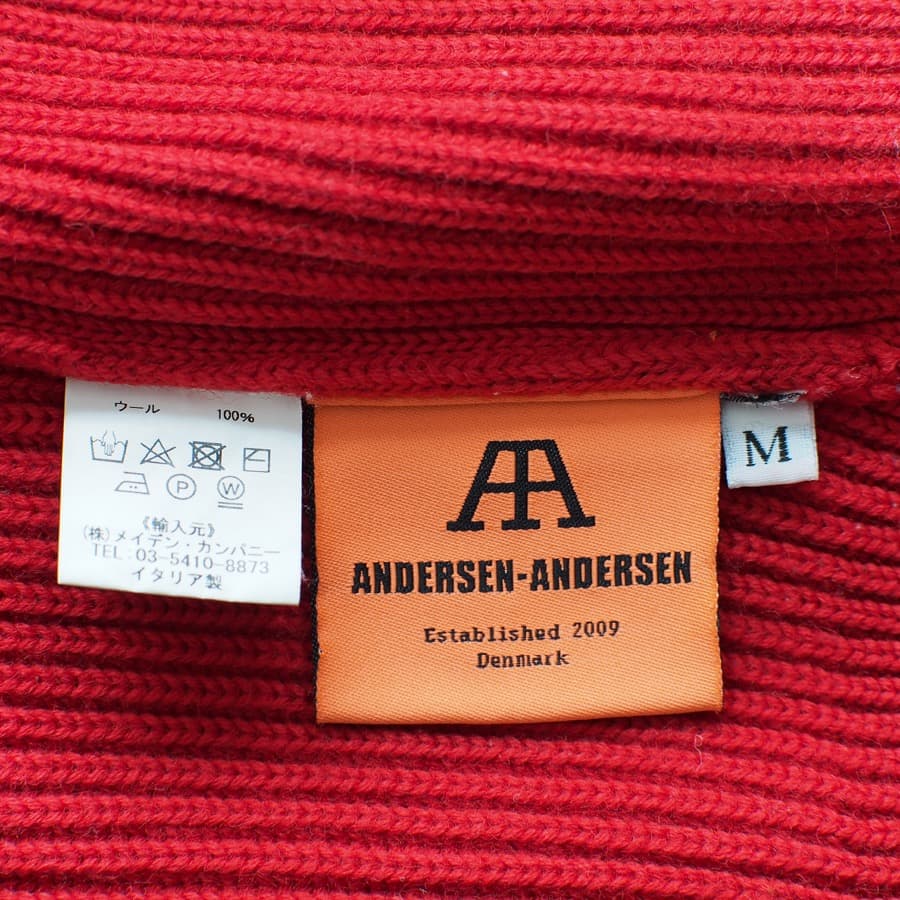 ウール 100%
P W
《輸入元》
(株)メイデン・カンパニー
TEL:03-5410-8873
イタリア製
AA
ANDERSEN-ANDERSEN
Established 2009
Denmark
M